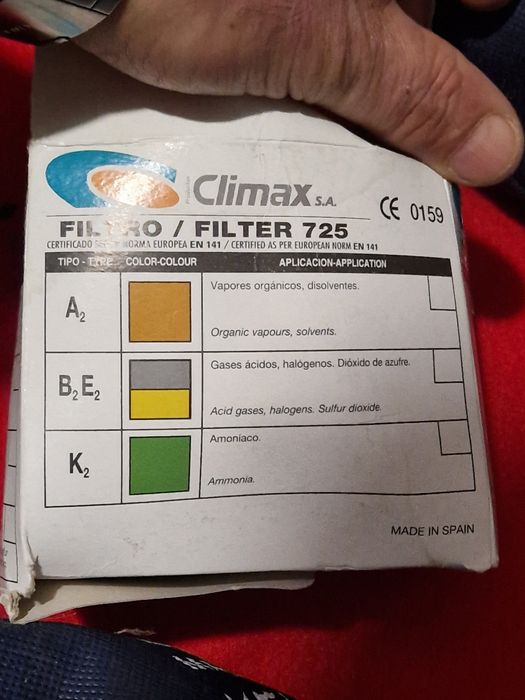 Climax S.A.
CE 0159
FILTRO / FILTER 725
CERTIFICADO NORMA EUROPEA EN 141 / CERTIFIED AS PER EUROPEAN NORM EN 141
TIPO - TYPE COLOR-COLOUR APLICACION-APPLICATION
A2
Vapores orgánicos, disolventes.
Organic vapours, solvents.
B2E2
Gases ácidos, halógenos. Dióxido de azufre.
Acid gases, halogens. Sulfur dioxide.
K2
Amoníaco.
Ammonia.
MADE IN SPAIN